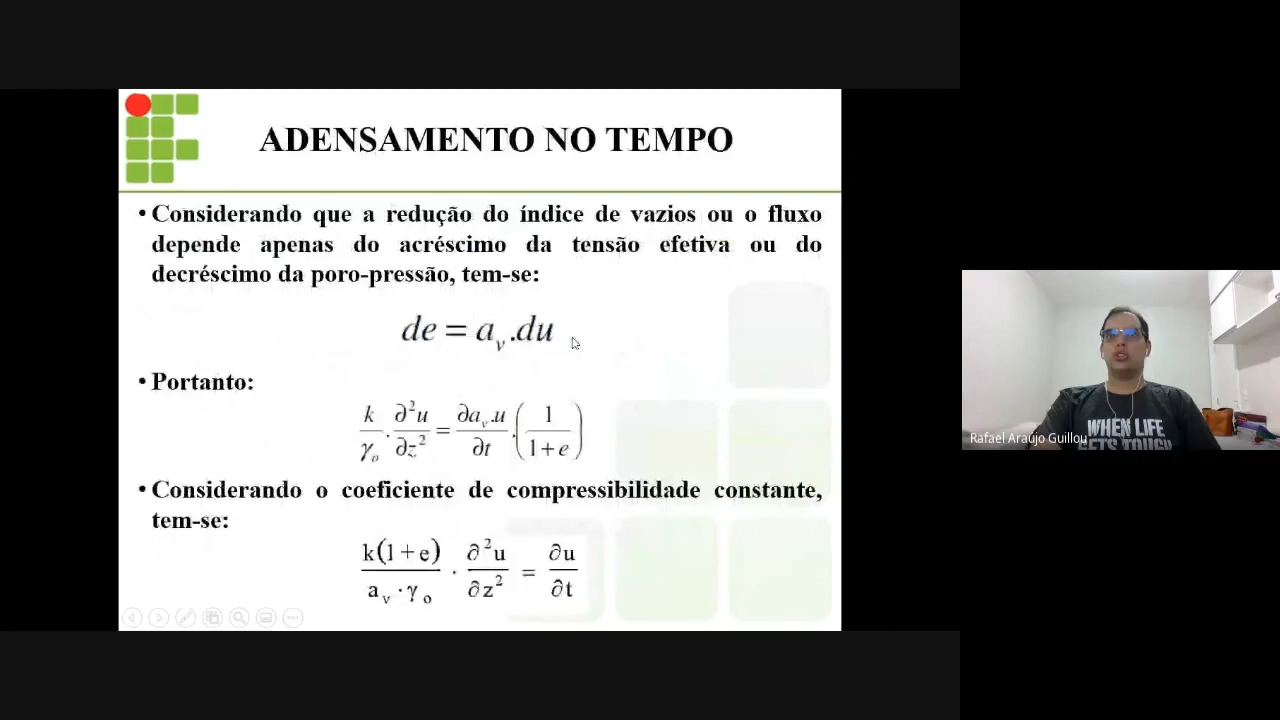 ADENSAMENTO NO TEMPO
• Considerando que a redução do índice de vazios ou o fluxo
depende apenas do acréscimo da tensão efetiva ou do
decréscimo da poro-pressão, tem-se:
de = a_v.du
• Portanto:
k/γ_o . ∂²u/∂z² = ∂a_v.u/∂t . (1/(1+e))
• Considerando o coeficiente de compressibilidade constante,
tem-se:
k(1+e)/(a_v · γ_o) · ∂²u/∂z² = ∂u/∂t
WHEN LIFE
GETS TOUGH
Rafael Araújo Guillou